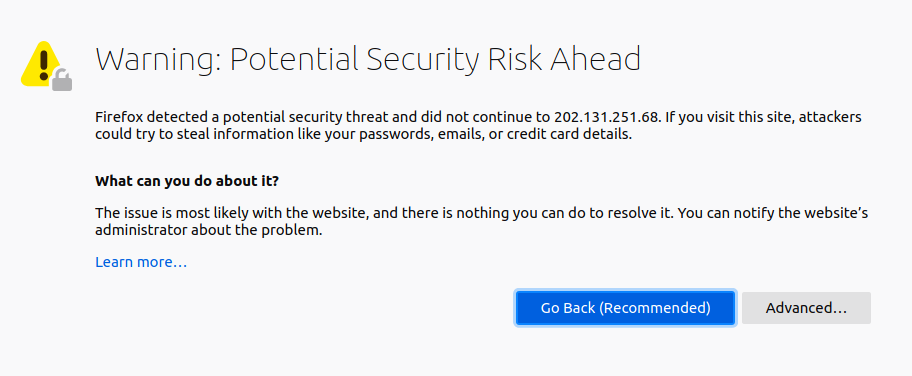 Warning: Potential Security Risk Ahead
Firefox detected a potential security threat and did not continue to 202.131.251.68. If you visit this site, attackers
could try to steal information like your passwords, emails, or credit card details.
What can you do about it?
The issue is most likely with the website, and there is nothing you can do to resolve it. You can notify the website’s
administrator about the problem.
Learn more…
Go Back (Recommended)
Advanced…